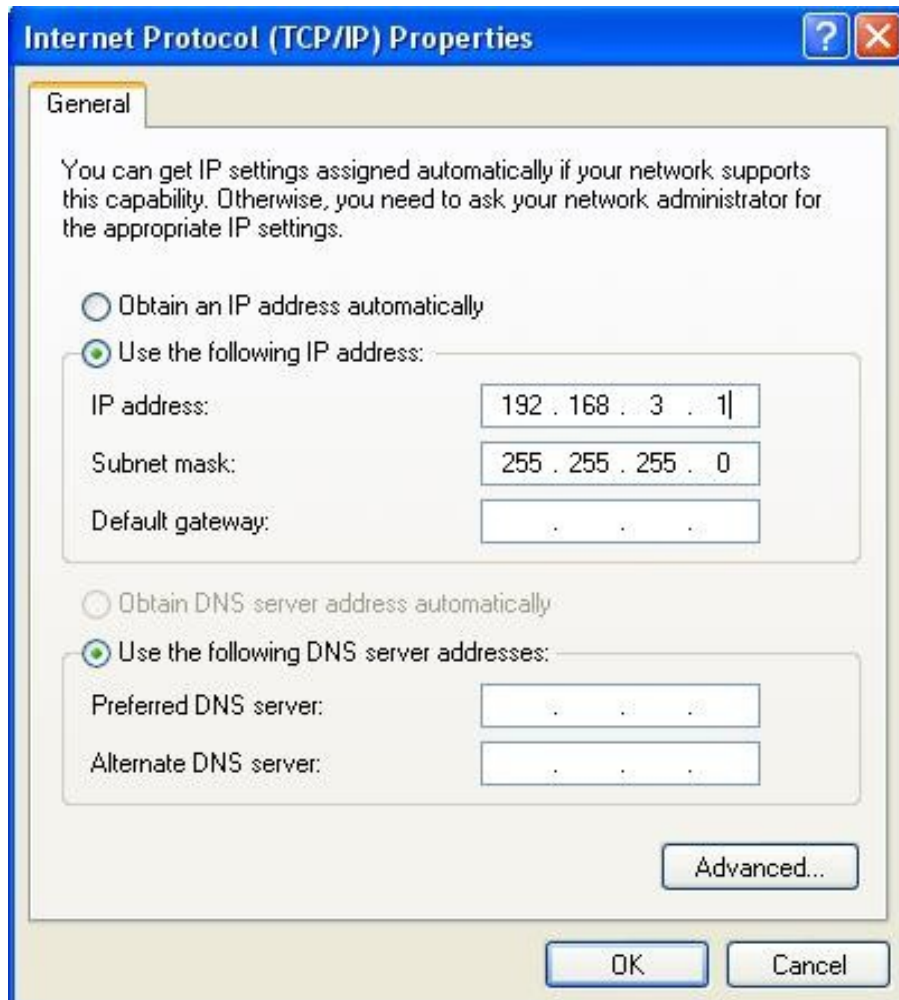 Internet Protocol (TCP/IP) Properties
?
General
You can get IP settings assigned automatically if your network supports
this capability. Otherwise, you need to ask your network administrator for
the appropriate IP settings.
Obtain an IP address automatically
Use the following IP address:
IP address: 192 . 168 . 3 . 1
Subnet mask: 255 . 255 . 255 . 0
Default gateway: . . .
Obtain DNS server address automatically
Use the following DNS server addresses:
Preferred DNS server: . . .
Alternate DNS server: . . .
Advanced...
OK Cancel